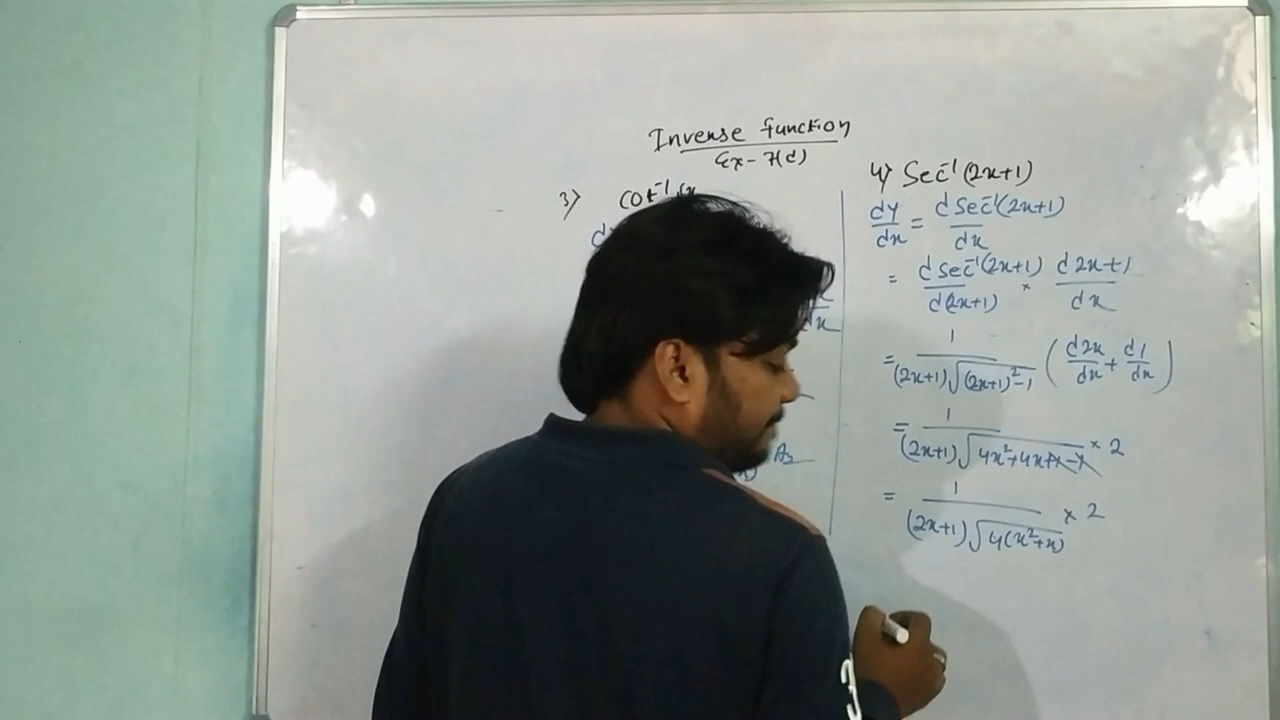 Invense function
Ex - 7(d)
3) cot⁻¹
4) Sec⁻¹(2x+1)
dy/dx = d Sec⁻¹(2x+1)/dx
= d sec⁻¹(2x+1)/d(2x+1) × d 2x+1/dx
= 1/(2x+1)√(2x+1)²-1 (d2x/dx + d1/dx)
= 1/(2x+1)√4x²+4x+1-1 × 2
= 1/(2x+1)√4(x²+x) × 2